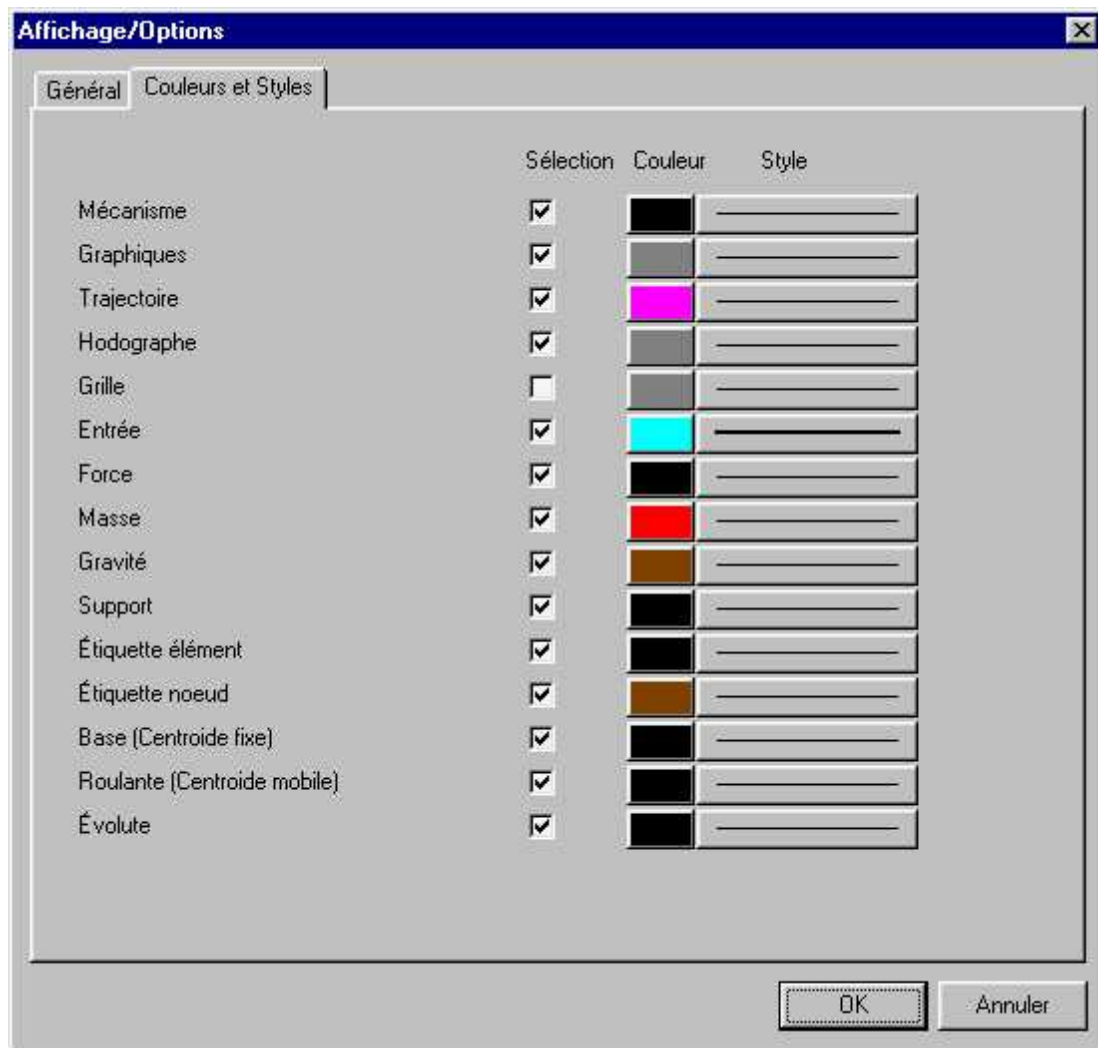 Affichage/Options
Général Couleurs et Styles
Sélection Couleur Style
Mécanisme
Graphiques
Trajectoire
Hodographe
Grille
Entrée
Force
Masse
Gravité
Support
Étiquette élément
Étiquette noeud
Base (Centroide fixe)
Roulante (Centroide mobile)
Évolute
OK Annuler